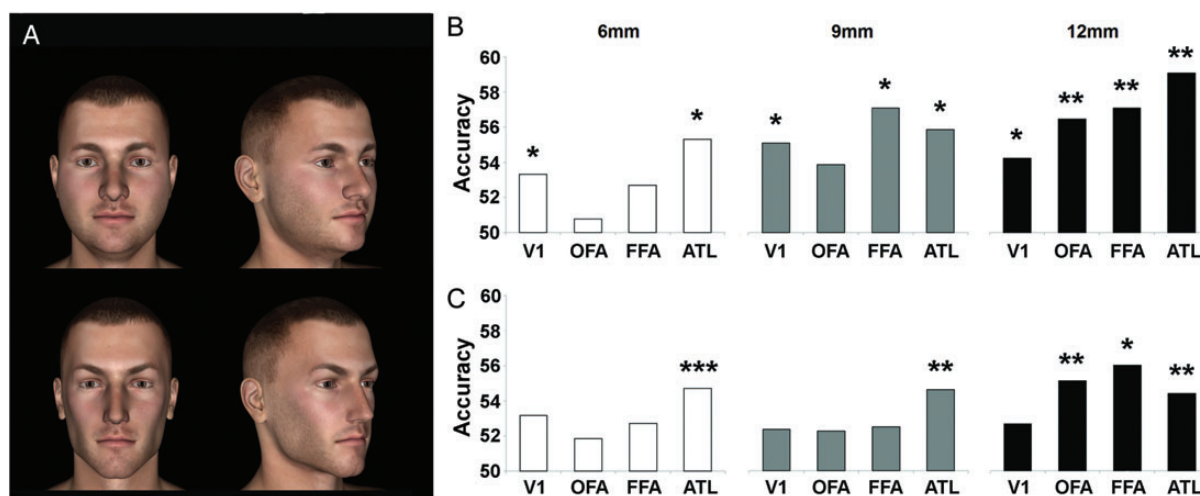 A
B
6mm 9mm 12mm
60
58
56
54
52
50
Accuracy
* * * * * * ** ** **
V1 OFA FFA ATL V1 OFA FFA ATL V1 OFA FFA ATL
C
60
58
56
54
52
50
Accuracy
*** ** ** * **
V1 OFA FFA ATL V1 OFA FFA ATL V1 OFA FFA ATL